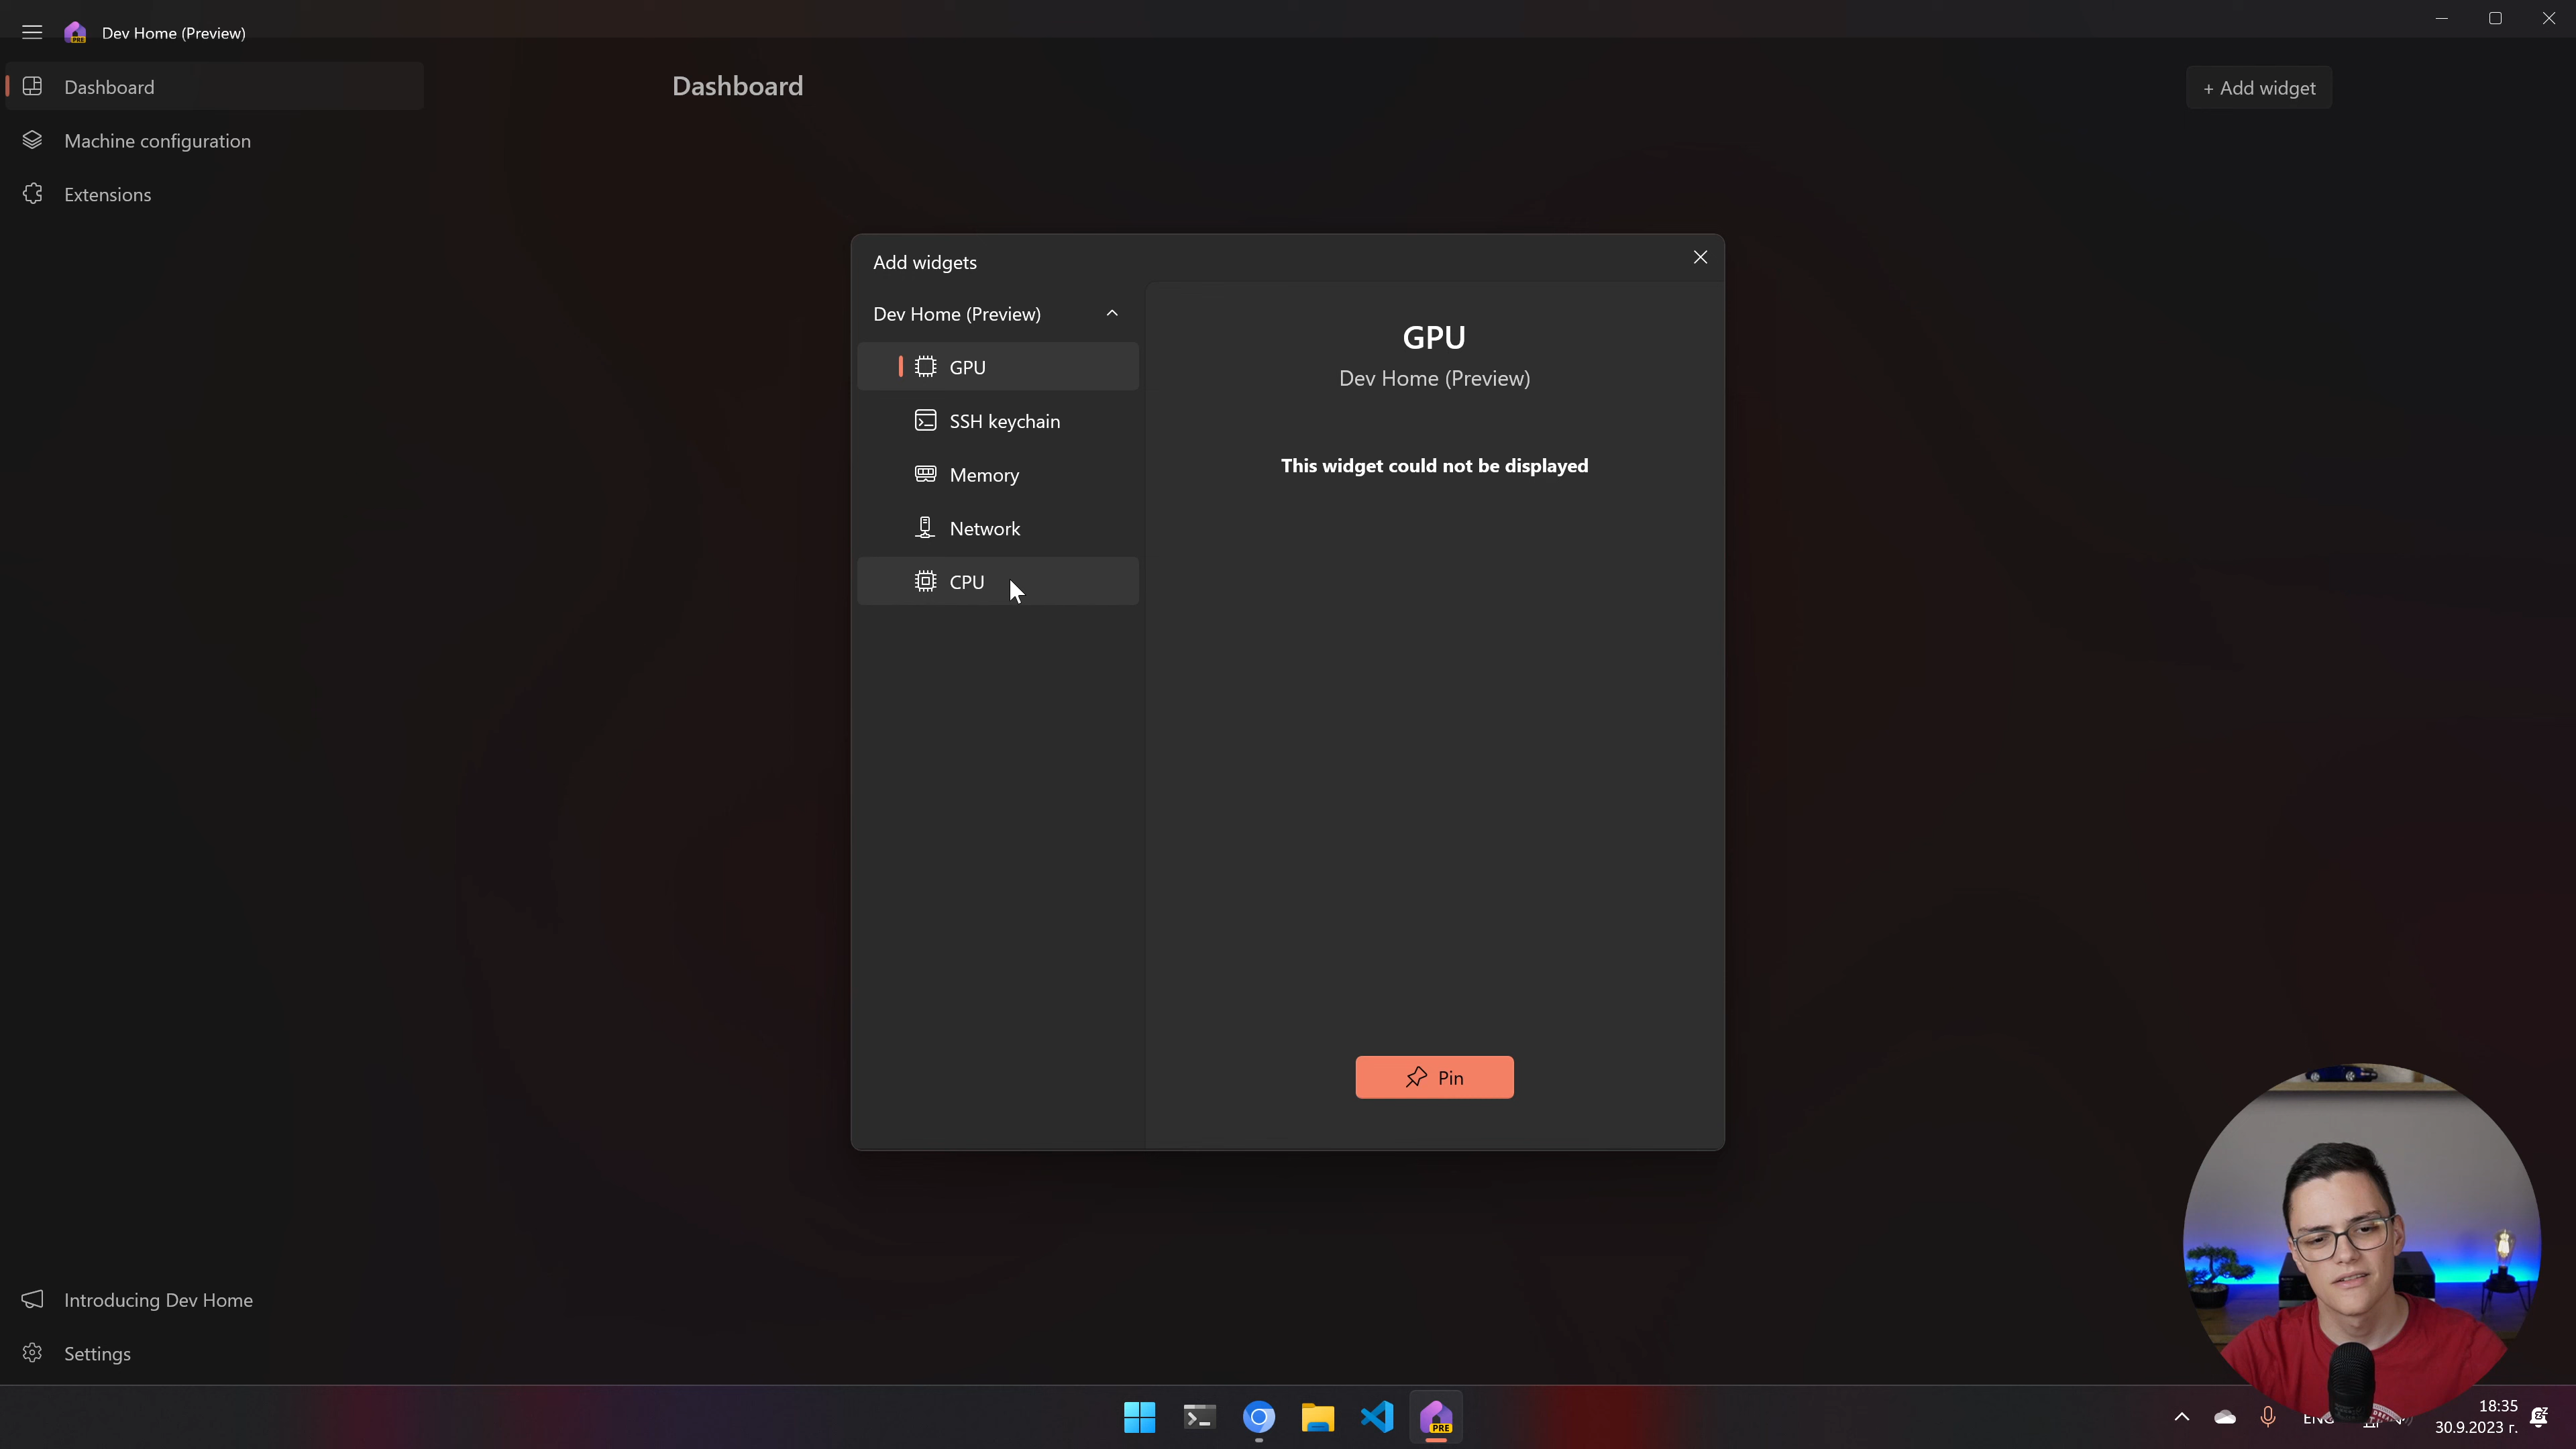 Dev Home (Preview)
Dashboard
Machine configuration
Extensions
Dashboard
+ Add widget
Add widgets
Dev Home (Preview)
GPU
SSH keychain
Memory
Network
CPU
GPU
Dev Home (Preview)
This widget could not be displayed
Pin
Introducing Dev Home
Settings
PRE
18:35
30.9.2023 г.